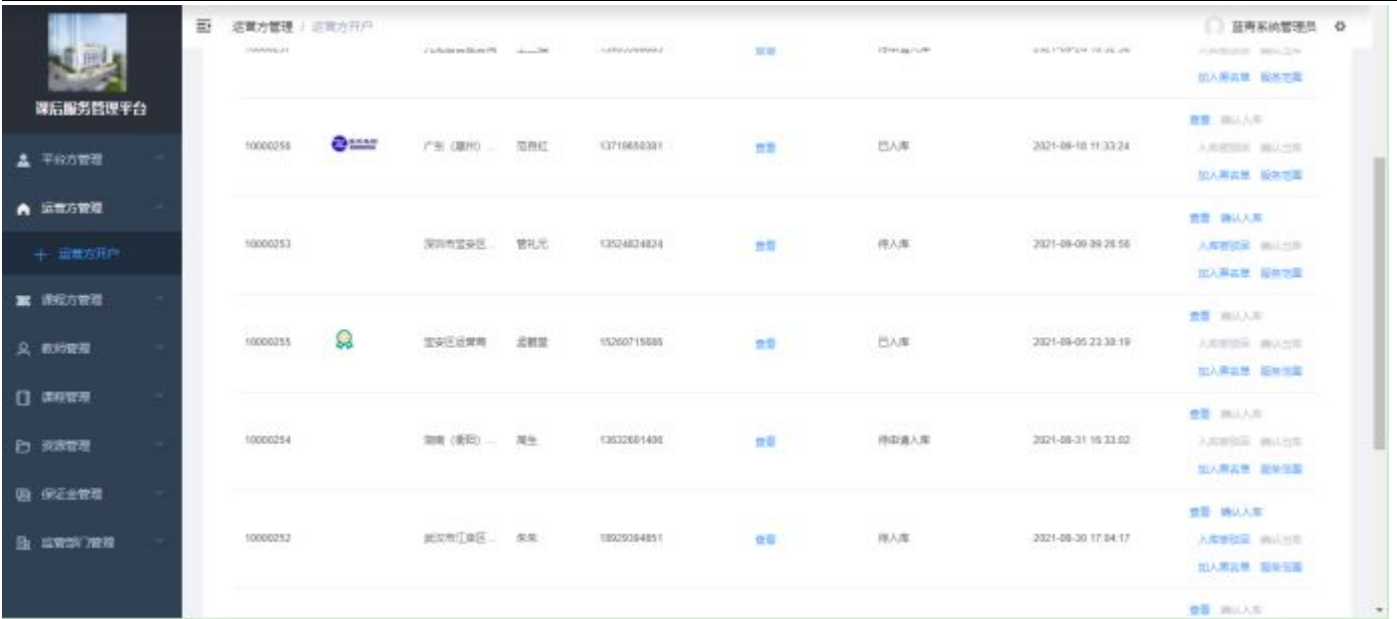 运营方管理 / 运营方开户
蓝青系统管理员
课后服务管理平台
平台方管理
运营方管理
运营方开户
课程方管理
教师管理
课程管理
资源管理
保证金管理
监管部门管理
查看 待申请入库
加入黑名单 服务范围
查看 确认入库
10000256 广东（惠州）... 13719650381 查看 已入库 2021-09-18 11:33:24
入库被驳回 确认出库
加入黑名单 服务范围
查看 确认入库
10000253 深圳市宝安区... 管礼元 13524824824 查看 待入库 2021-09-09 09:26:56
入库被驳回 确认出库
加入黑名单 服务范围
查看 确认入库
10000255 宝安区运营商 15260715686 查看 已入库 2021-09-05 23:38:19
入库被驳回 确认出库
加入黑名单 服务范围
查看 确认入库
10000254 湖南（衡阳）... 13632601406 查看 待申请入库 2021-08-31 16:33:02
入库被驳回 确认出库
加入黑名单 服务范围
查看 确认入库
10000252 武汉市江岸区... 朱朱 18929394851 查看 待入库 2021-08-30 17:04:17
入库被驳回 确认出库
加入黑名单 服务范围
查看 确认入库